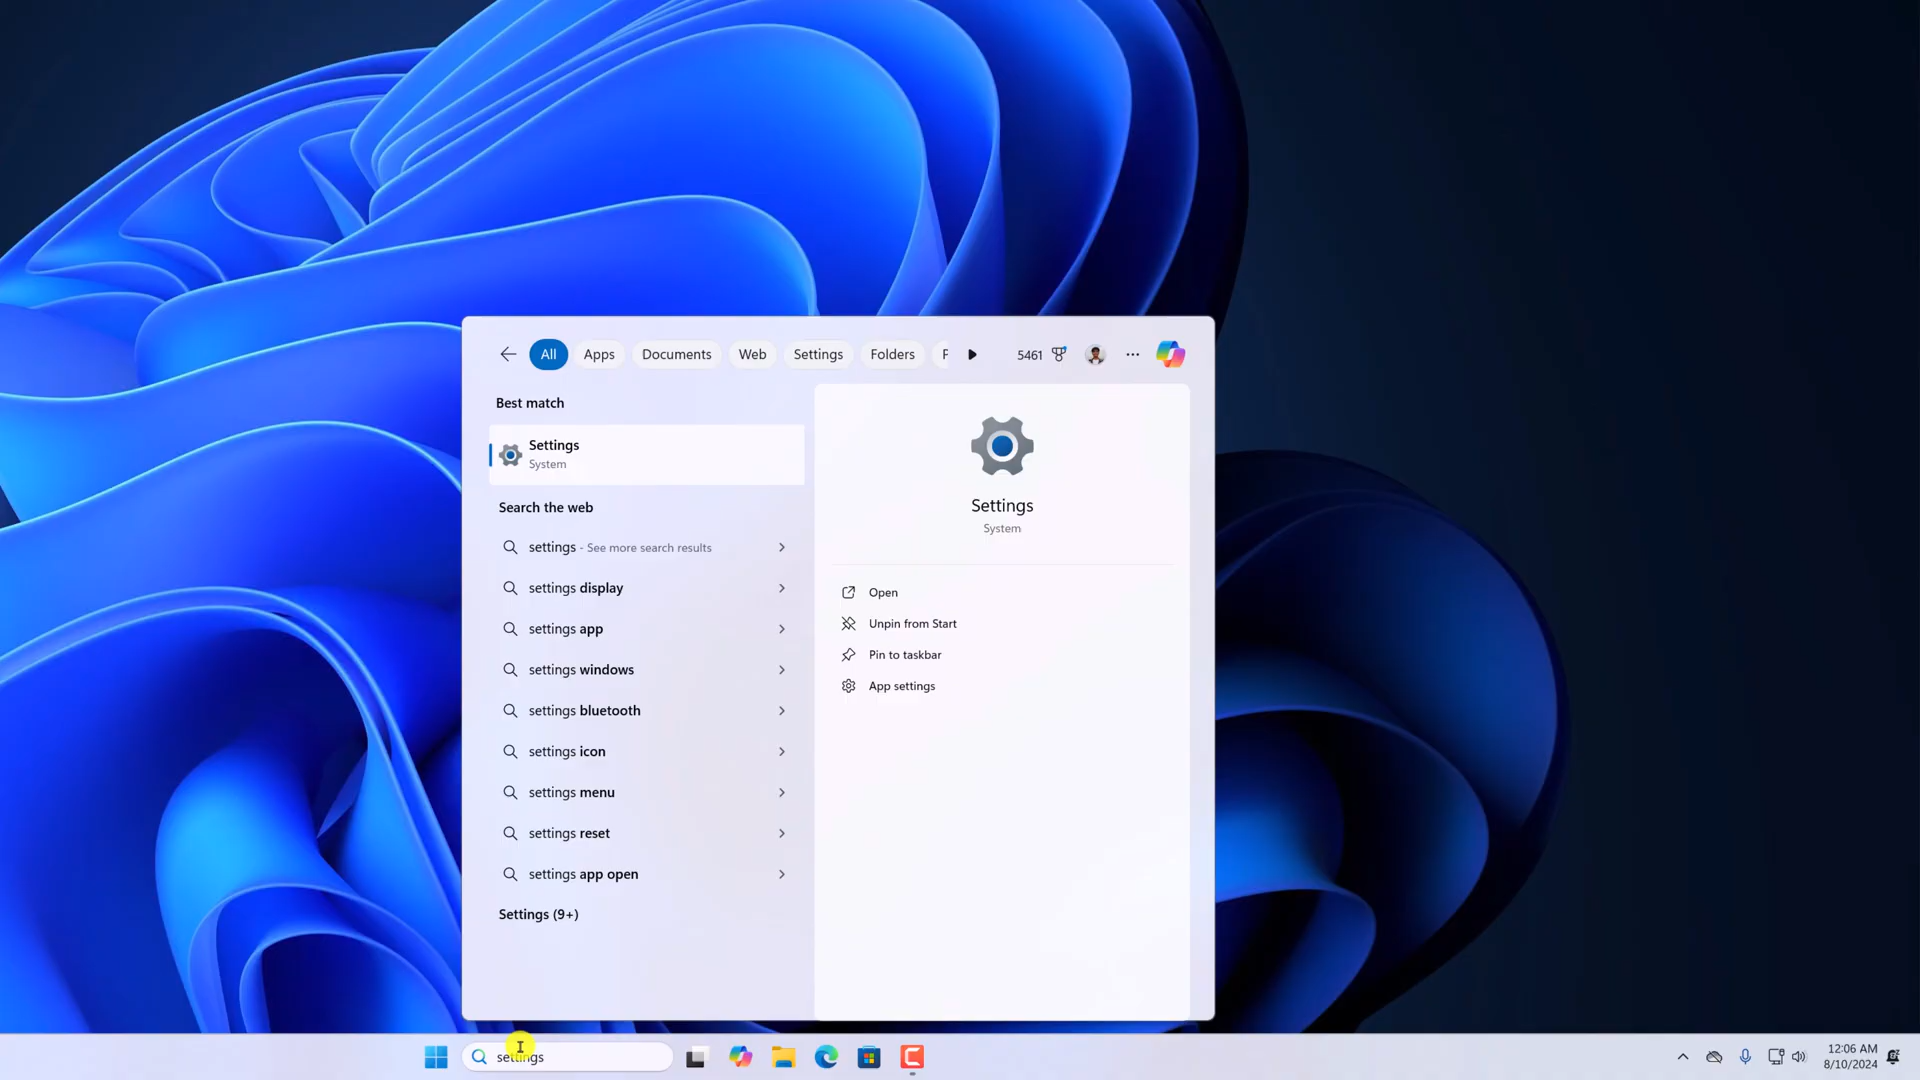 All Apps Documents Web Settings Folders 5461
Best match
Settings
System
Search the web
settings - See more search results
settings display
settings app
settings windows
settings bluetooth
settings icon
settings menu
settings reset
settings app open
Settings (9+)
Settings
System
Open
Unpin from Start
Pin to taskbar
App settings
settings
12:06 AM
8/10/2024